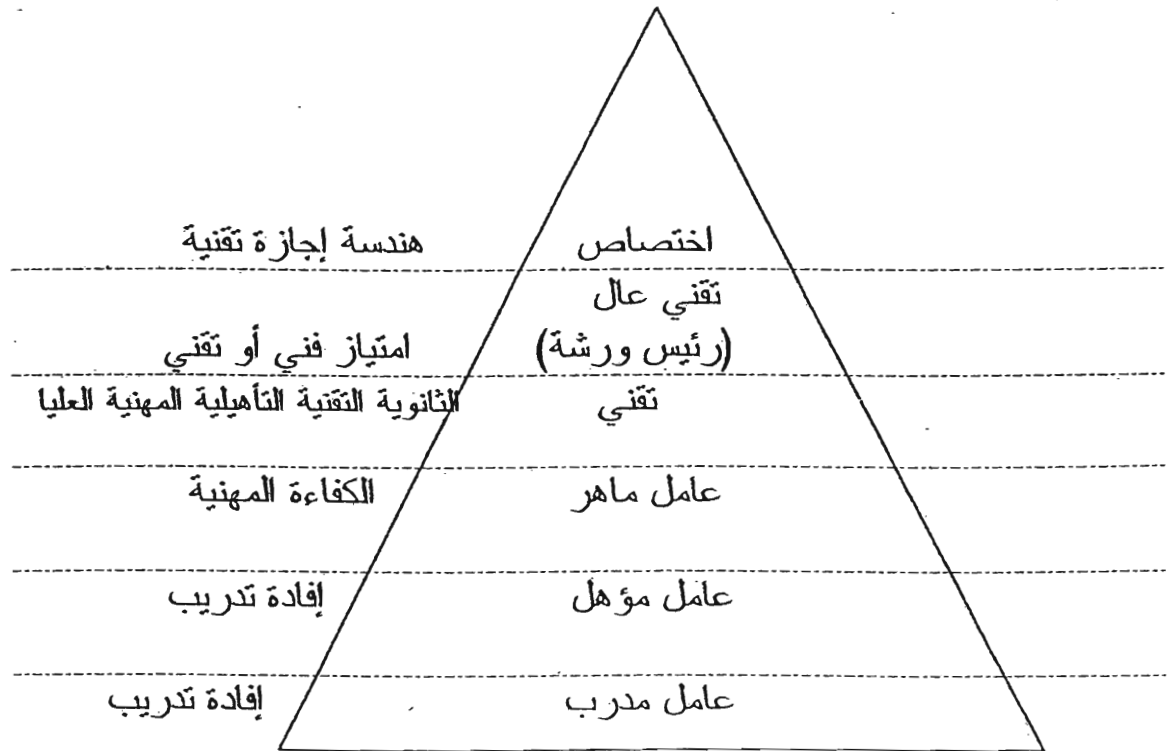 اختصاص
هندسة إجازة تقنية
تقني عال
(رئيس ورشة)
امتياز فني أو تقني
تقني
الثانوية التقنية التأهيلية المهنية العليا
عامل ماهر
الكفاءة المهنية
عامل مؤهل
إفادة تدريب
عامل مدرب
إفادة تدريب